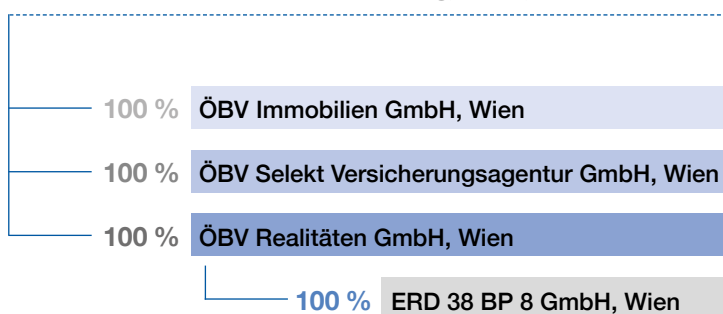 100 % ÖBV Immobilien GmbH, Wien
100 % ÖBV Selekt Versicherungsagentur GmbH, Wien
100 % ÖBV Realitäten GmbH, Wien
100 % ERD 38 BP 8 GmbH, Wien